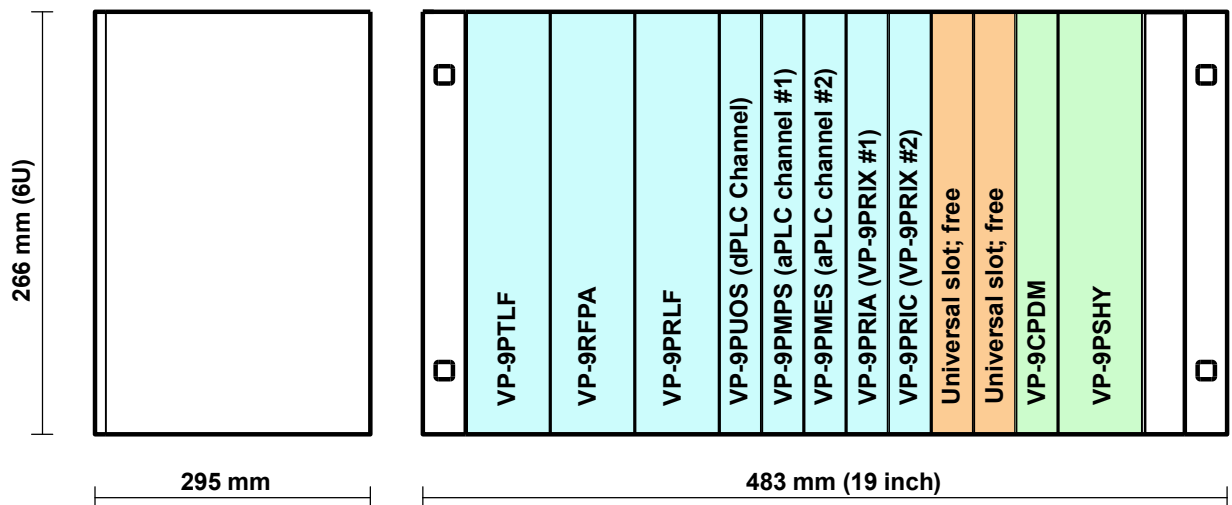 266 mm (6U)
295 mm
VP-9PTLF
VP-9RFPA
VP-9PRLF
VP-9PUOS (dPLC Channel)
VP-9PMPS (aPLC channel #1)
VP-9PMES (aPLC channel #2)
VP-9PRIA (VP-9PRIX #1)
VP-9PRIC (VP-9PRIX #2)
Universal slot; free
Universal slot; free
VP-9CPDM
VP-9PSHY
483 mm (19 inch)